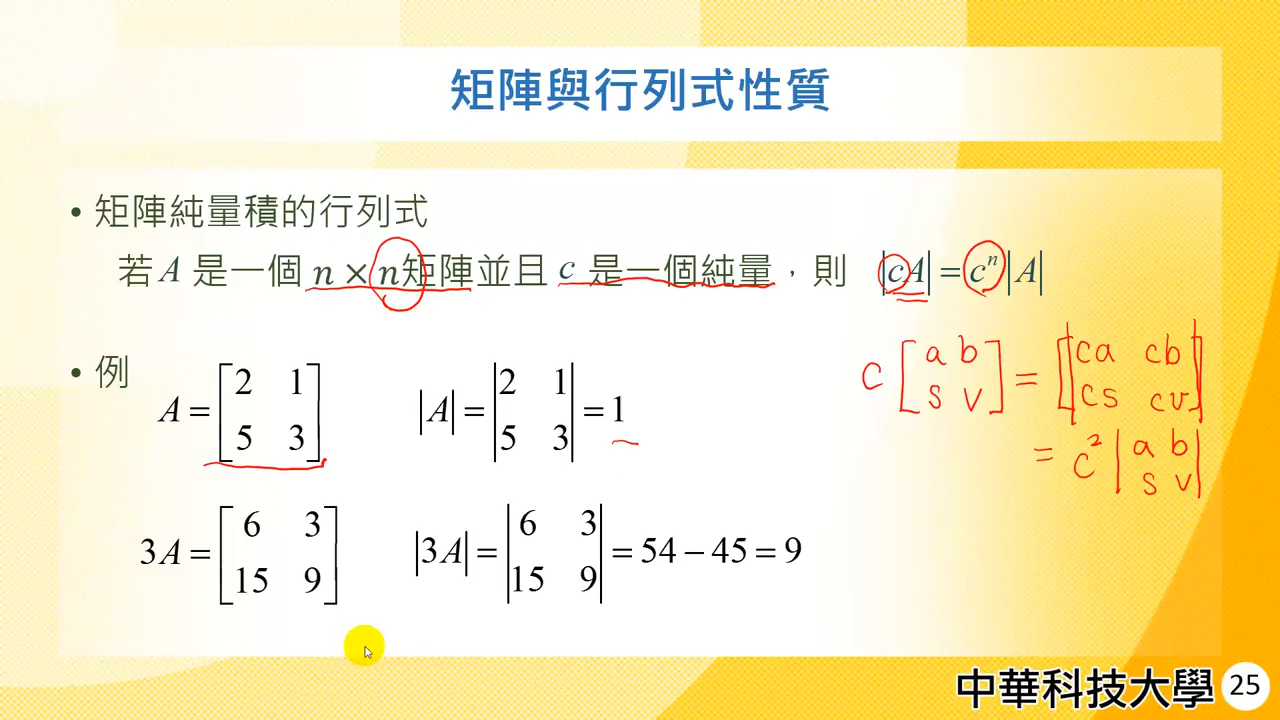 矩陣與行列式性質
• 矩陣純量積的行列式
若 A 是一個 n × n 矩陣並且 c 是一個純量，則 |cA| = cⁿ|A|
c [a b; s v] = |[ca cb; cs cv]|
= c² |a b; s v|
• 例
A = [2 1; 5 3] |A| = |2 1; 5 3| = 1
3A = [6 3; 15 9] |3A| = |6 3; 15 9| = 54 − 45 = 9
中華科技大學 25